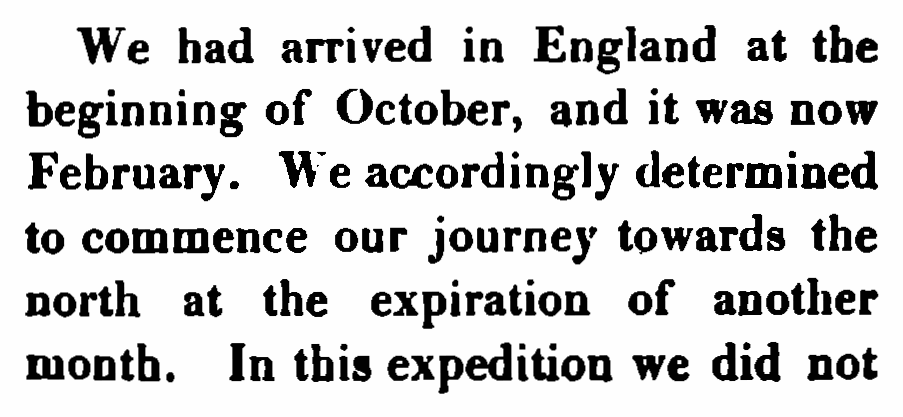 We had arrived in England at the
beginning of October, and it was now
February. We accordingly determined
to commence our journey towards the
north at the expiration of another
month. In this expedition we did not